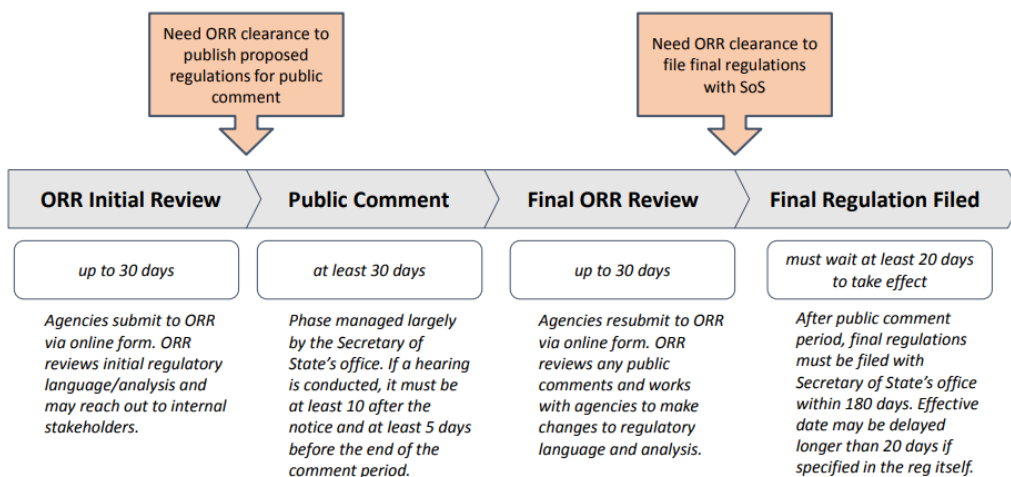 Need ORR clearance to
publish proposed
regulations for public
comment
Need ORR clearance to
file final regulations
with SoS
ORR Initial Review
Public Comment
Final ORR Review
Final Regulation Filed
up to 30 days
at least 30 days
up to 30 days
must wait at least 20 days
to take effect
Agencies submit to ORR
via online form. ORR
reviews initial regulatory
language/analysis and
may reach out to internal
stakeholders.
Phase managed largely
by the Secretary of
State's office. If a hearing
is conducted, it must be
at least 10 after the
notice and at least 5 days
before the end of the
comment period.
Agencies resubmit to ORR
via online form. ORR
reviews any public
comments and works
with agencies to make
changes to regulatory
language and analysis.
After public comment
period, final regulations
must be filed with
Secretary of State's office
within 180 days. Effective
date may be delayed
longer than 20 days if
specified in the reg itself.